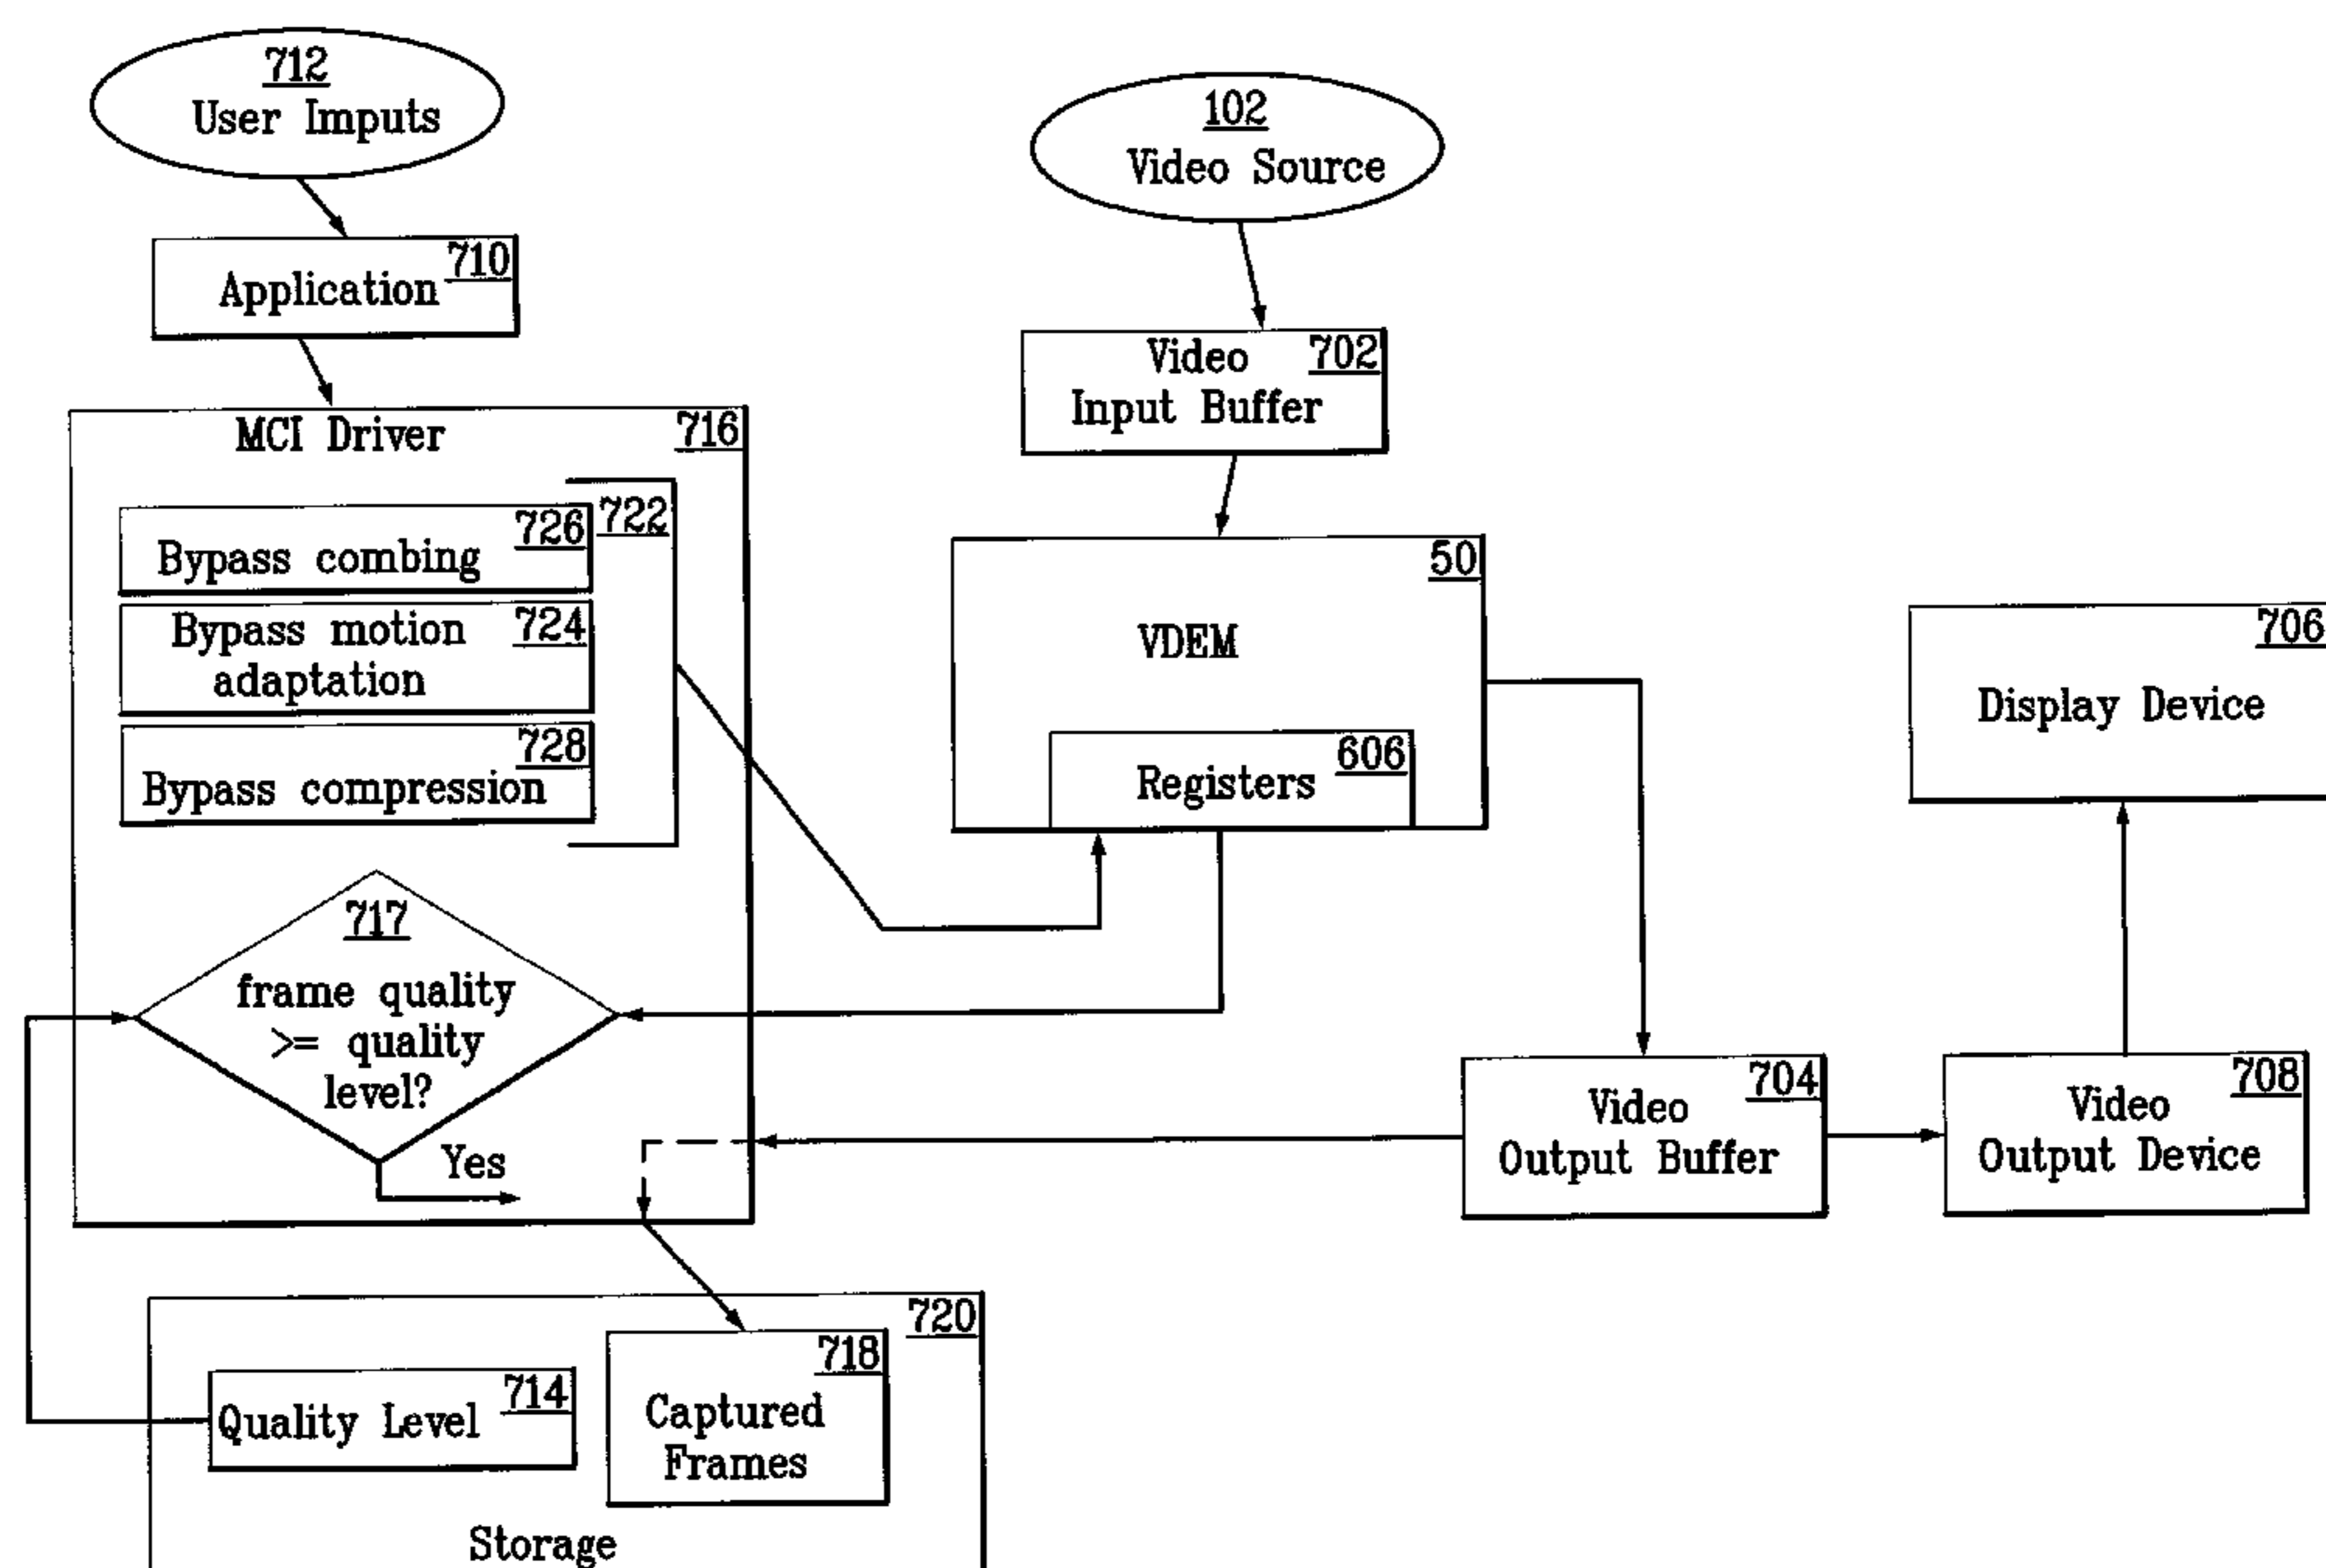 712
User Imputs
102
Video Source
710
Application
Video 702
Input Buffer
MCI Driver 716
722
726
Bypass combing
724
Bypass motion
adaptation
728
Bypass compression
50
VDEM
606
Registers
706
Display Device
717
frame quality
>= quality
level?
Yes
704
Video
Output Buffer
708
Video
Output Device
720
714
Quality Level
718
Captured
Frames
Storage